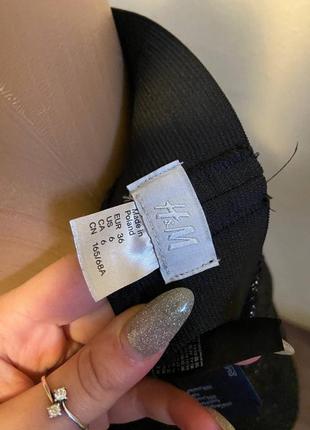 H&M
Made in
Poland
EUR 36
US 6
CA 6
CN 165/68A